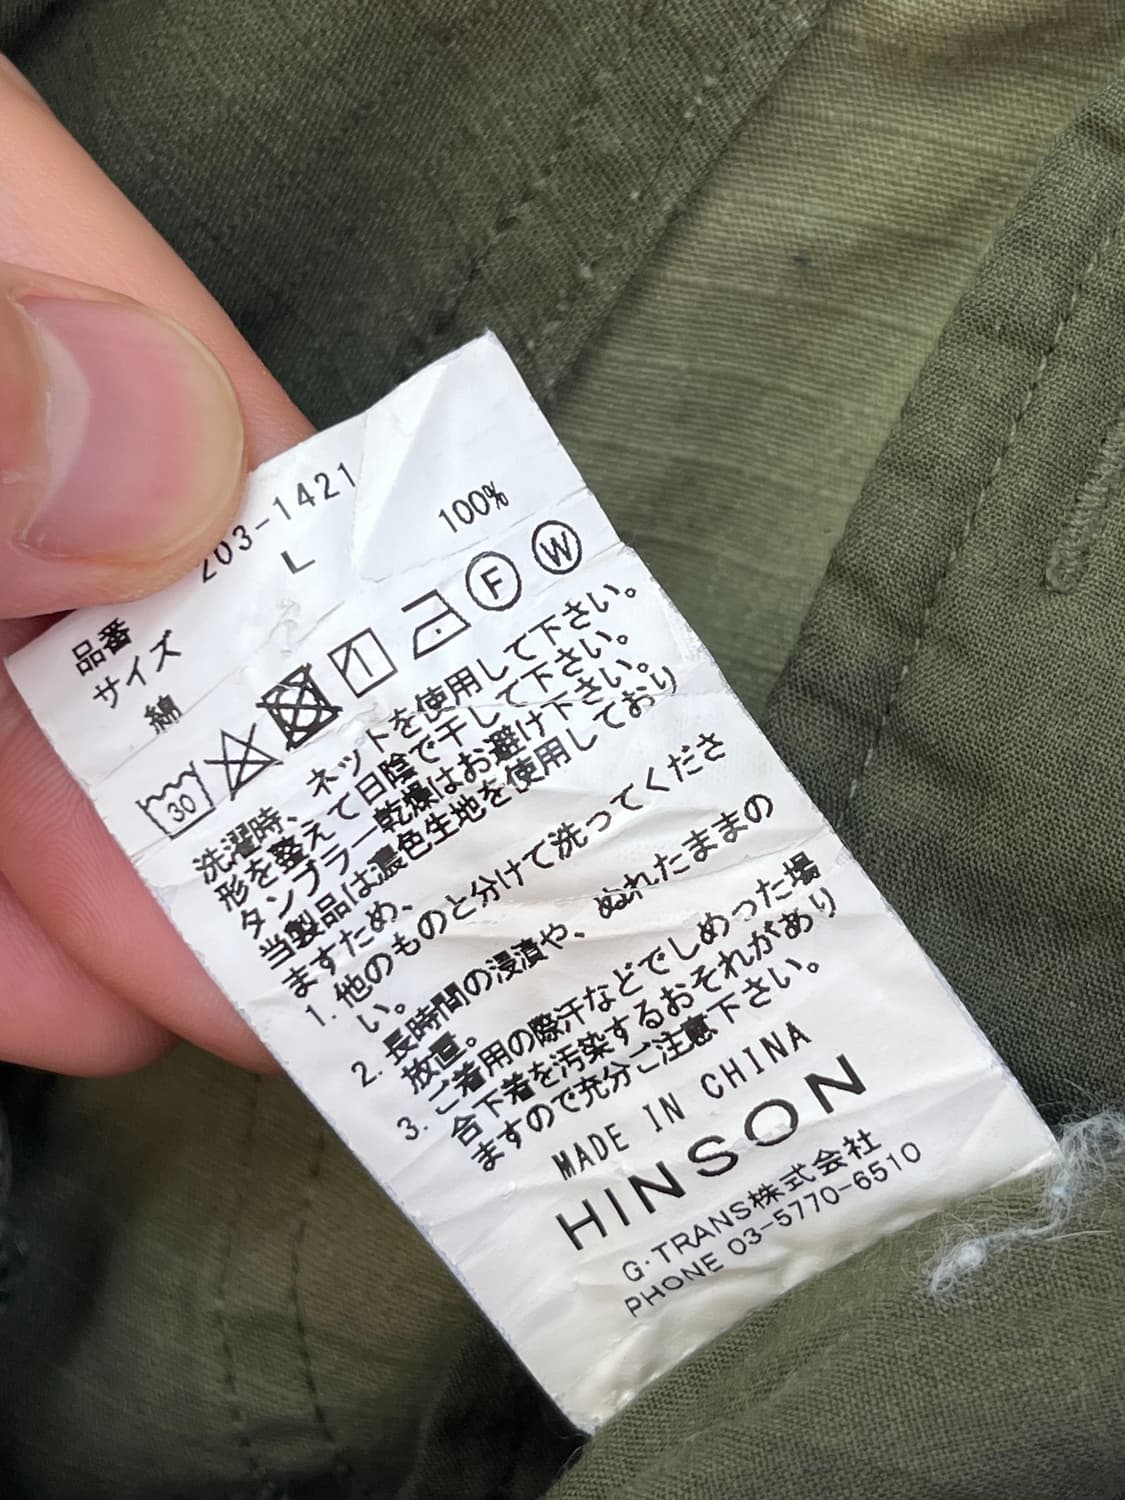 品番 203-1421
サイズ L
綿 100%
30 F W
洗濯時、ネットを使用して下さい。
形を整えて日陰で干して下さい。
タンブラー乾燥はお避け下さい。
当製品は濃色生地を使用しており
ますため、
1. 他のものと分けて洗ってくださ
い。
2. 長時間の浸漬や、ぬれたままの
放置。
3. ご着用の際汗などでしめった場
合下着を汚染するおそれがあり
ますので充分ご注意下さい。
MADE IN CHINA
HINSON
G·TRANS株式会社
PHONE 03-5770-6510